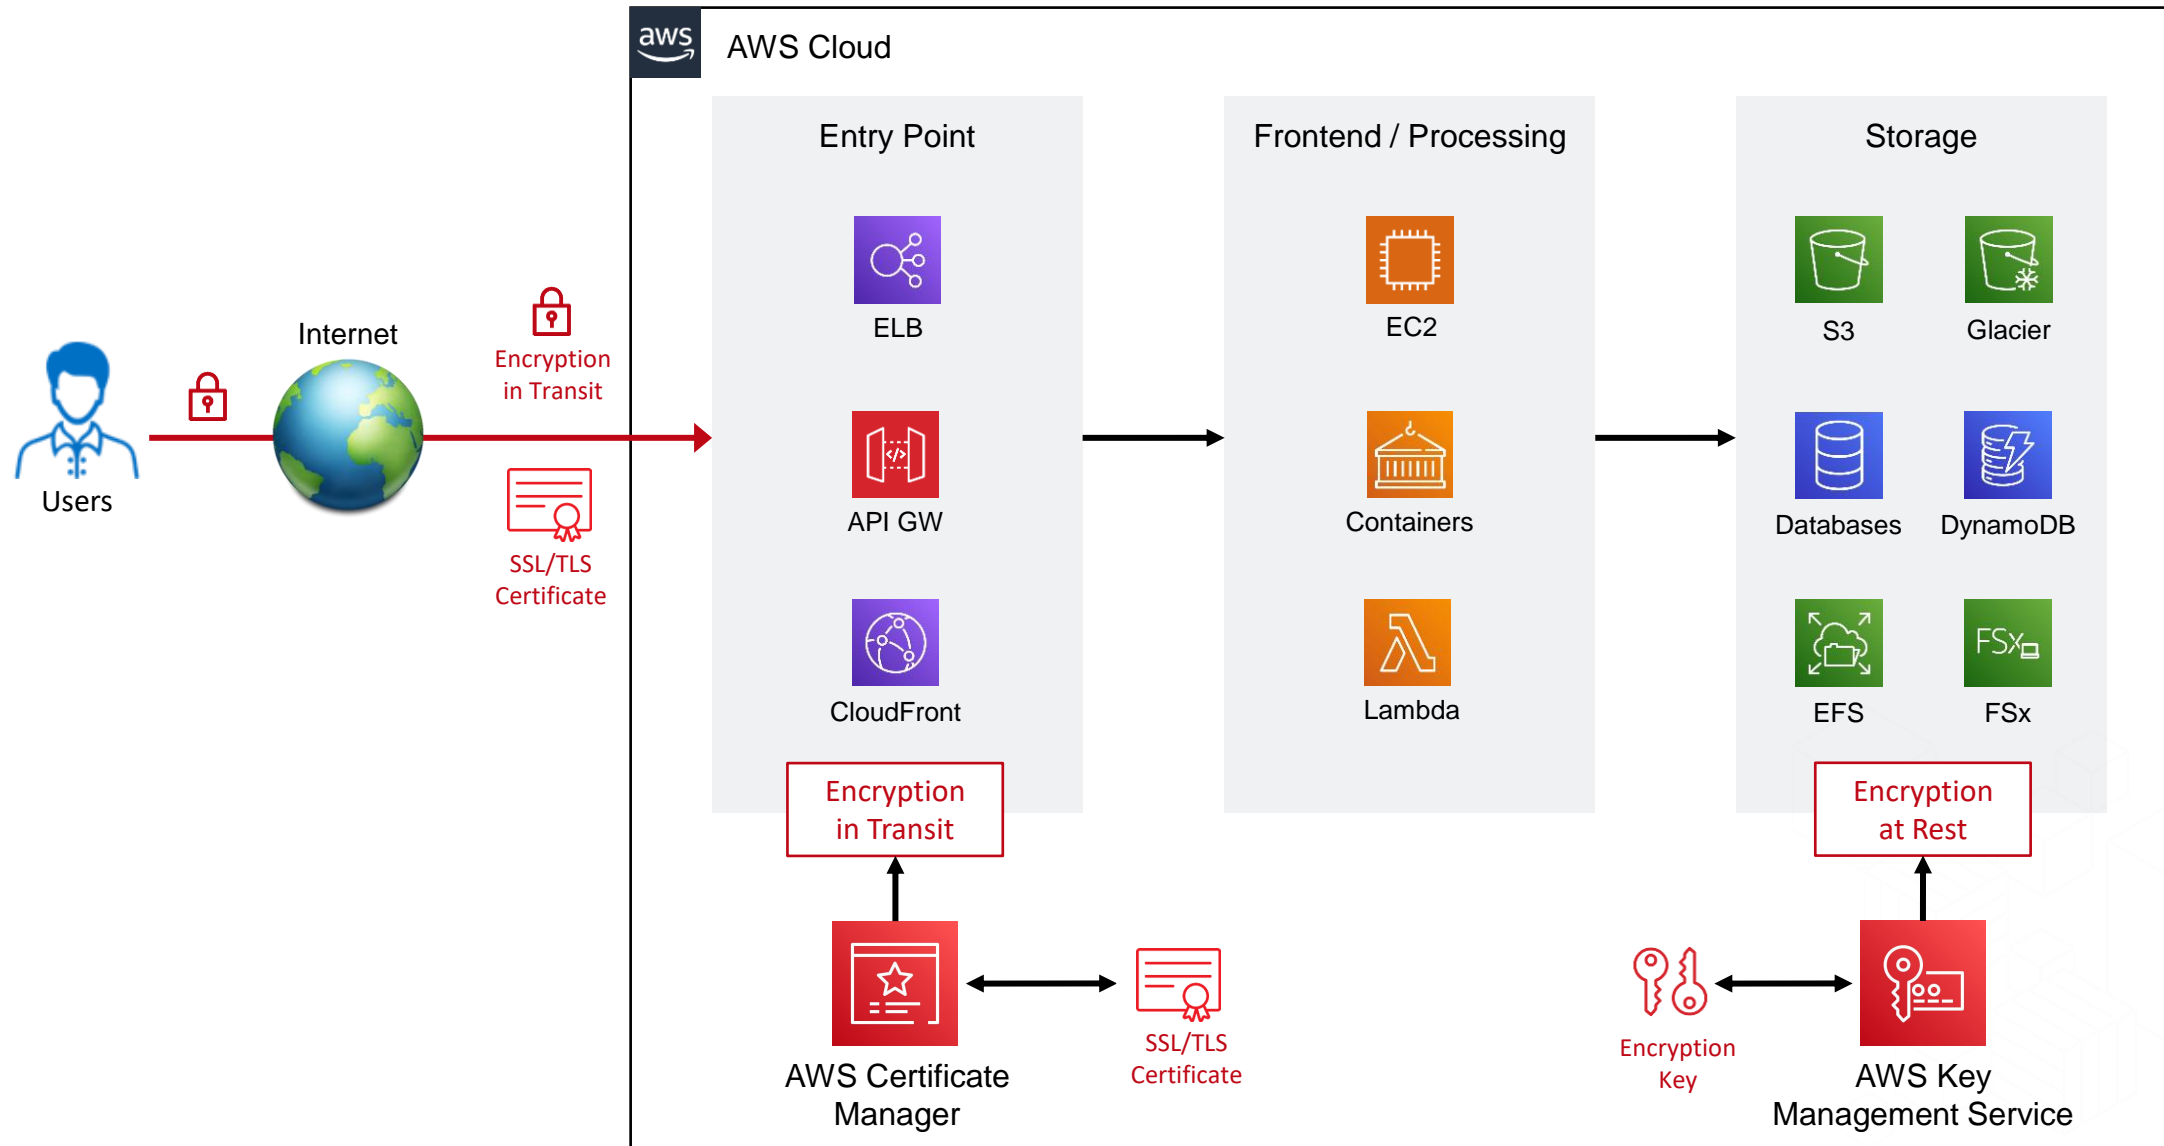 aws
AWS Cloud
Entry Point
Frontend / Processing
Storage
ELB
EC2
S3
Glacier
Internet
Encryption
in Transit
Users
API GW
</>
Containers
Databases
DynamoDB
SSL/TLS
Certificate
CloudFront
Lambda
EFS
FSx
FSx
Encryption
in Transit
Encryption
at Rest
AWS Certificate
Manager
SSL/TLS
Certificate
Encryption
Key
AWS Key
Management Service